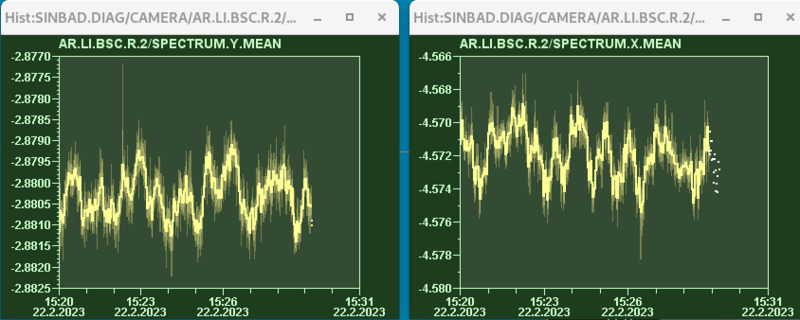 Hist:SINBAD.DIAG/CAMERA/AR.LI.BSC.R.2/...
AR.LI.BSC.R.2/SPECTRUM.Y.MEAN
-2.8770
-2.8775
-2.8780
-2.8785
-2.8790
-2.8795
-2.8800
-2.8805
-2.8810
-2.8815
-2.8820
-2.8825
15:20 15:23 15:26 15:31
22.2.2023 22.2.2023 22.2.2023 22.2.2023
Hist:SINBAD.DIAG/CAMERA/AR.LI.BSC.R.2/...
AR.LI.BSC.R.2/SPECTRUM.X.MEAN
-4.566
-4.568
-4.570
-4.572
-4.574
-4.576
-4.578
-4.580
15:20 15:23 15:26 15:31
22.2.2023 22.2.2023 22.2.2023 22.2.2023